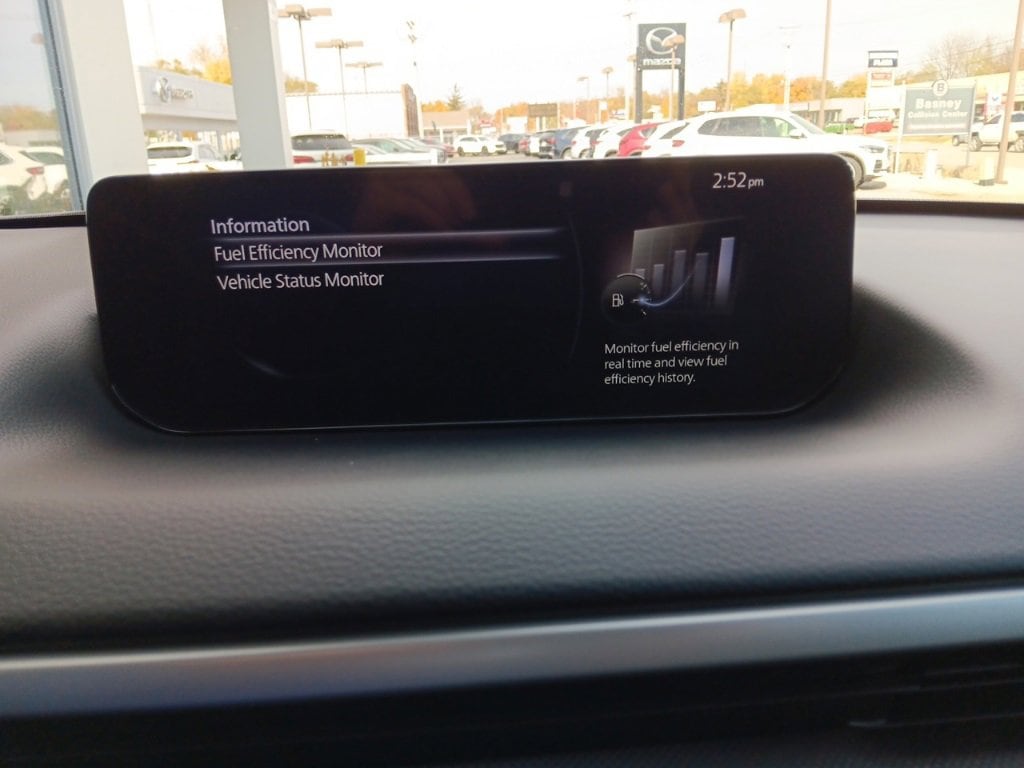 mazda
mazda
Basney
Collision Center
2:52pm
Information
Fuel Efficiency Monitor
Vehicle Status Monitor
Monitor fuel efficiency in
real time and view fuel
efficiency history.